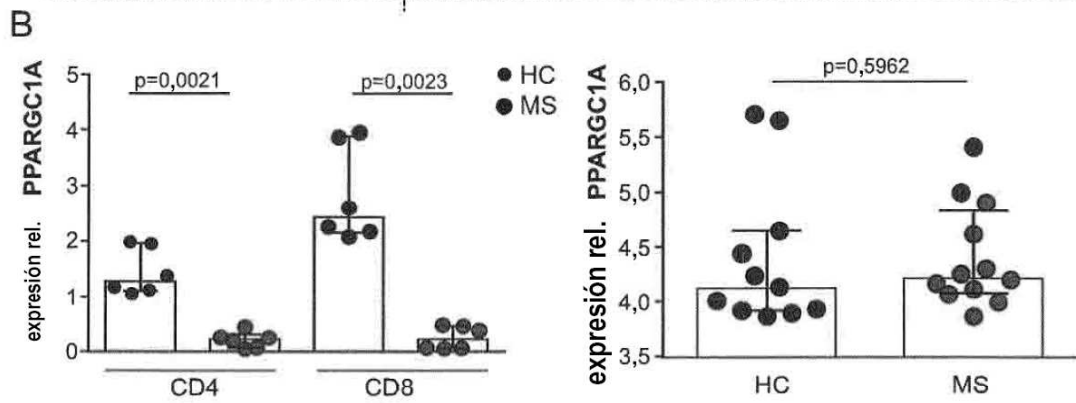 B
PPARGC1A
expresión rel.
5
4
3
2
1
0
p=0,0021
p=0,0023
HC
MS
CD4
CD8
PPARGC1A
expresión rel.
6,0
5,5
5,0
4,5
4,0
3,5
p=0,5962
HC
MS